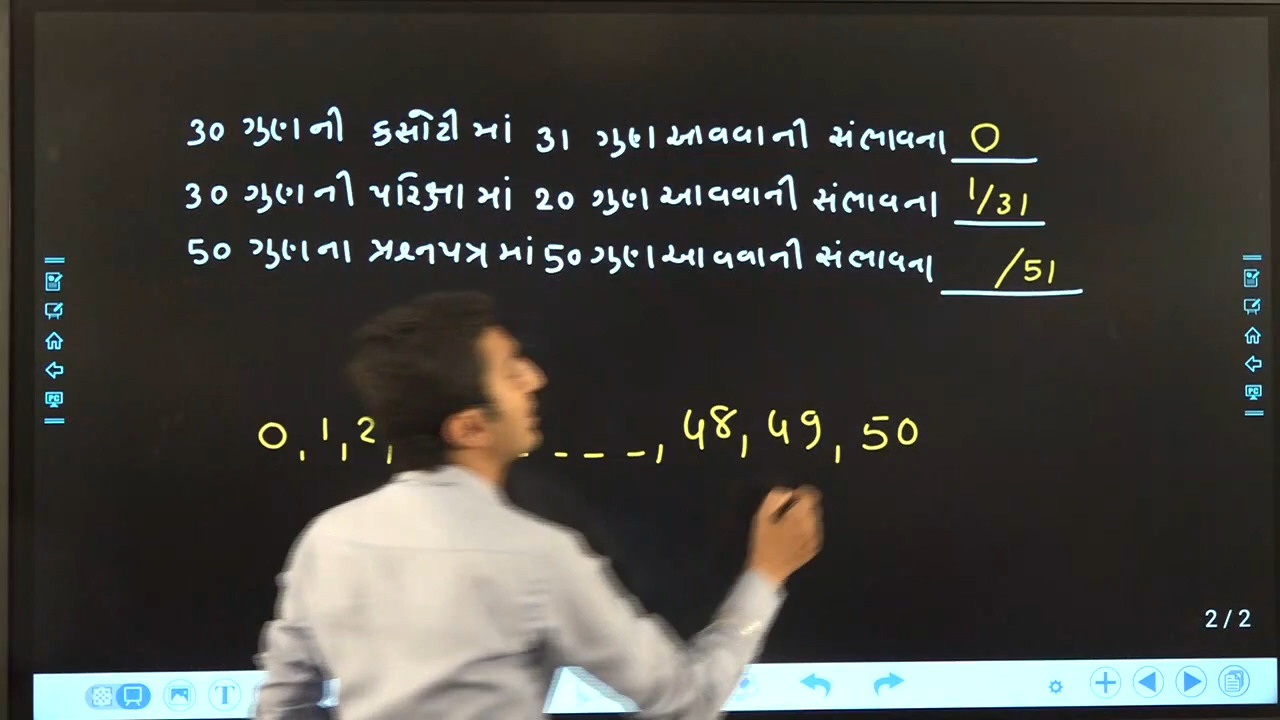 30 ગુણની કસોટીમાં 31 ગુણ આવવાની સંભાવના 0
30 ગુણની પરિક્ષામાં 20 ગુણ આવવાની સંભાવના 1/31
50 ગુણના પ્રશ્નપત્રમાં 50 ગુણ આવવાની સંભાવના /51
0, 1, 2, _ _ _ _, 48, 49, 50
2 / 2